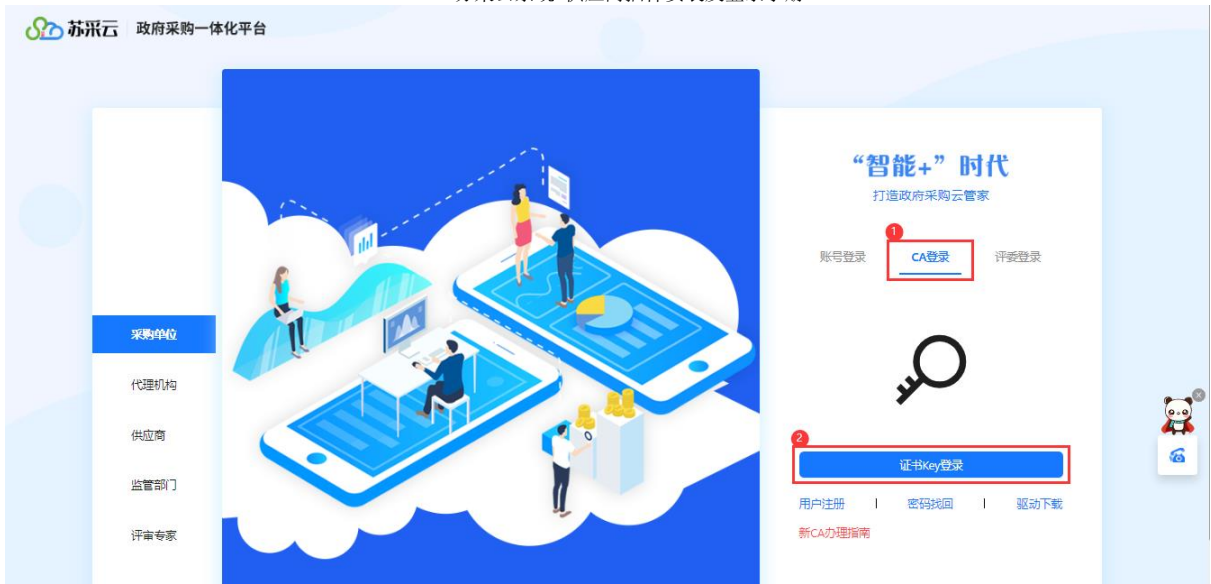 苏采云 政府采购一体化平台
采购单位
代理机构
供应商
监管部门
评审专家
“智能+”时代
打造政府采购云管家
1
账号登录 CA登录 评委登录
2
证书Key登录
用户注册 | 密码找回 | 驱动下载
新CA办理指南